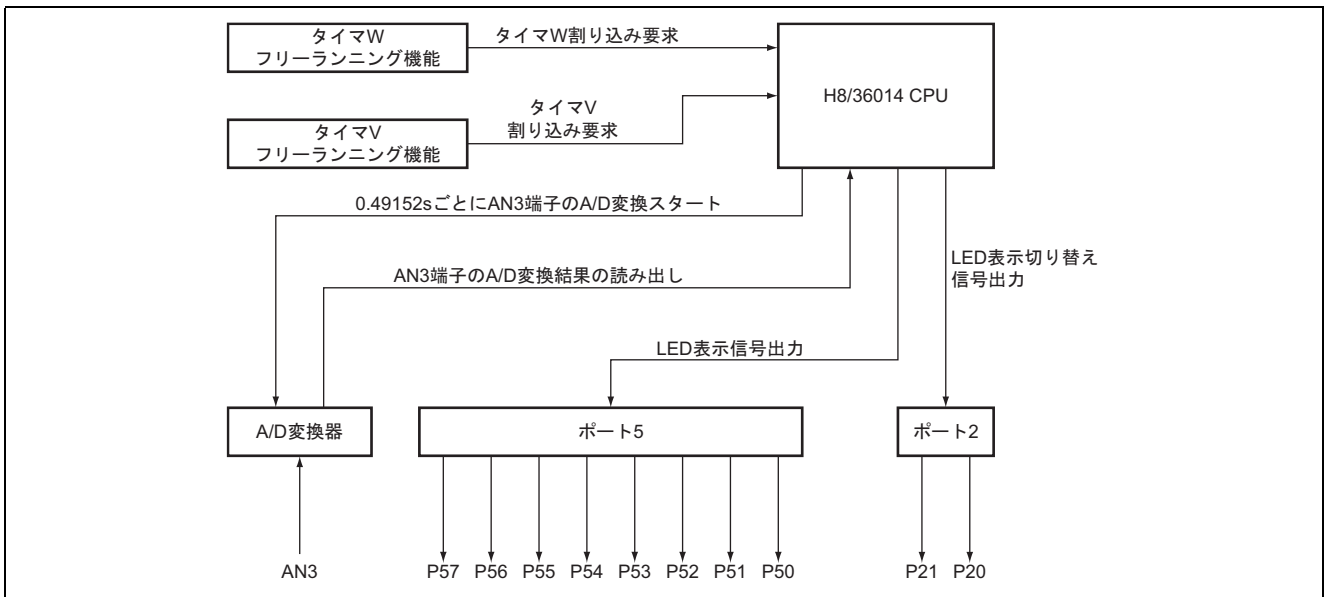 タイマW
フリーランニング機能
タイマW割り込み要求
H8/36014 CPU
タイマV
割り込み要求
タイマV
フリーランニング機能
0.49152sごとにAN3端子のA/D変換スタート
LED表示切り替え
信号出力
AN3端子のA/D変換結果の読み出し
LED表示信号出力
A/D変換器
ポート5
ポート2
AN3
P57 P56 P55 P54 P53 P52 P51 P50
P21 P20